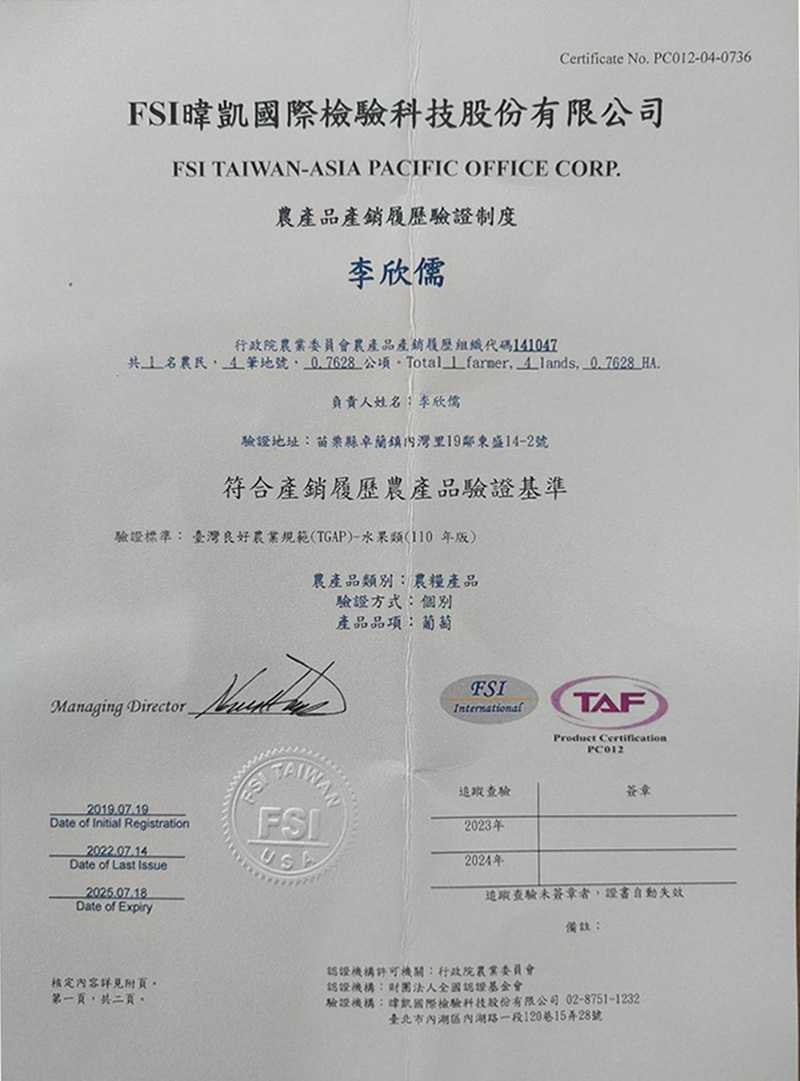 Certificate No. PC012-04-0736
FSI暐凱國際檢驗科技股份有限公司
FSI TAIWAN-ASIA PACIFIC OFFICE CORP.
農產品產銷履歷驗證制度
李欣儒
行政院農業委員會農產品產銷履歷組織代碼141047
共 1 名農民, 4 筆地號, 0.7628 公頃。Total 1 farmer, 4 lands, 0.7628 HA.
負責人姓名：李欣儒
驗證地址：苗栗縣卓蘭鎮內灣里19鄰東盛14-2號
符合產銷履歷農產品驗證基準
驗證標準：臺灣良好農業規範(TGAP)-水果類(110 年版)
農產品類別：農糧產品
驗證方式：個別
產品品項：葡萄
Managing Director
FSI
International
TAF
Product Certification
PC012
FSI TAIWAN
FSI
USA
2019.07.19
Date of Initial Registration
2022.07.14
Date of Last Issue
2025.07.18
Date of Expiry
追蹤查驗 簽章
2023年
2024年
追蹤查驗未簽章者，證書自動失效
備註：
核定內容詳見附頁。
第一頁，共二頁。
認證機構許可機關：行政院農業委員會
認證機構：財團法人全國認證基金會
驗證機構：暐凱國際檢驗科技股份有限公司 02-8751-1232
臺北市內湖區內湖路一段120巷15弄28號